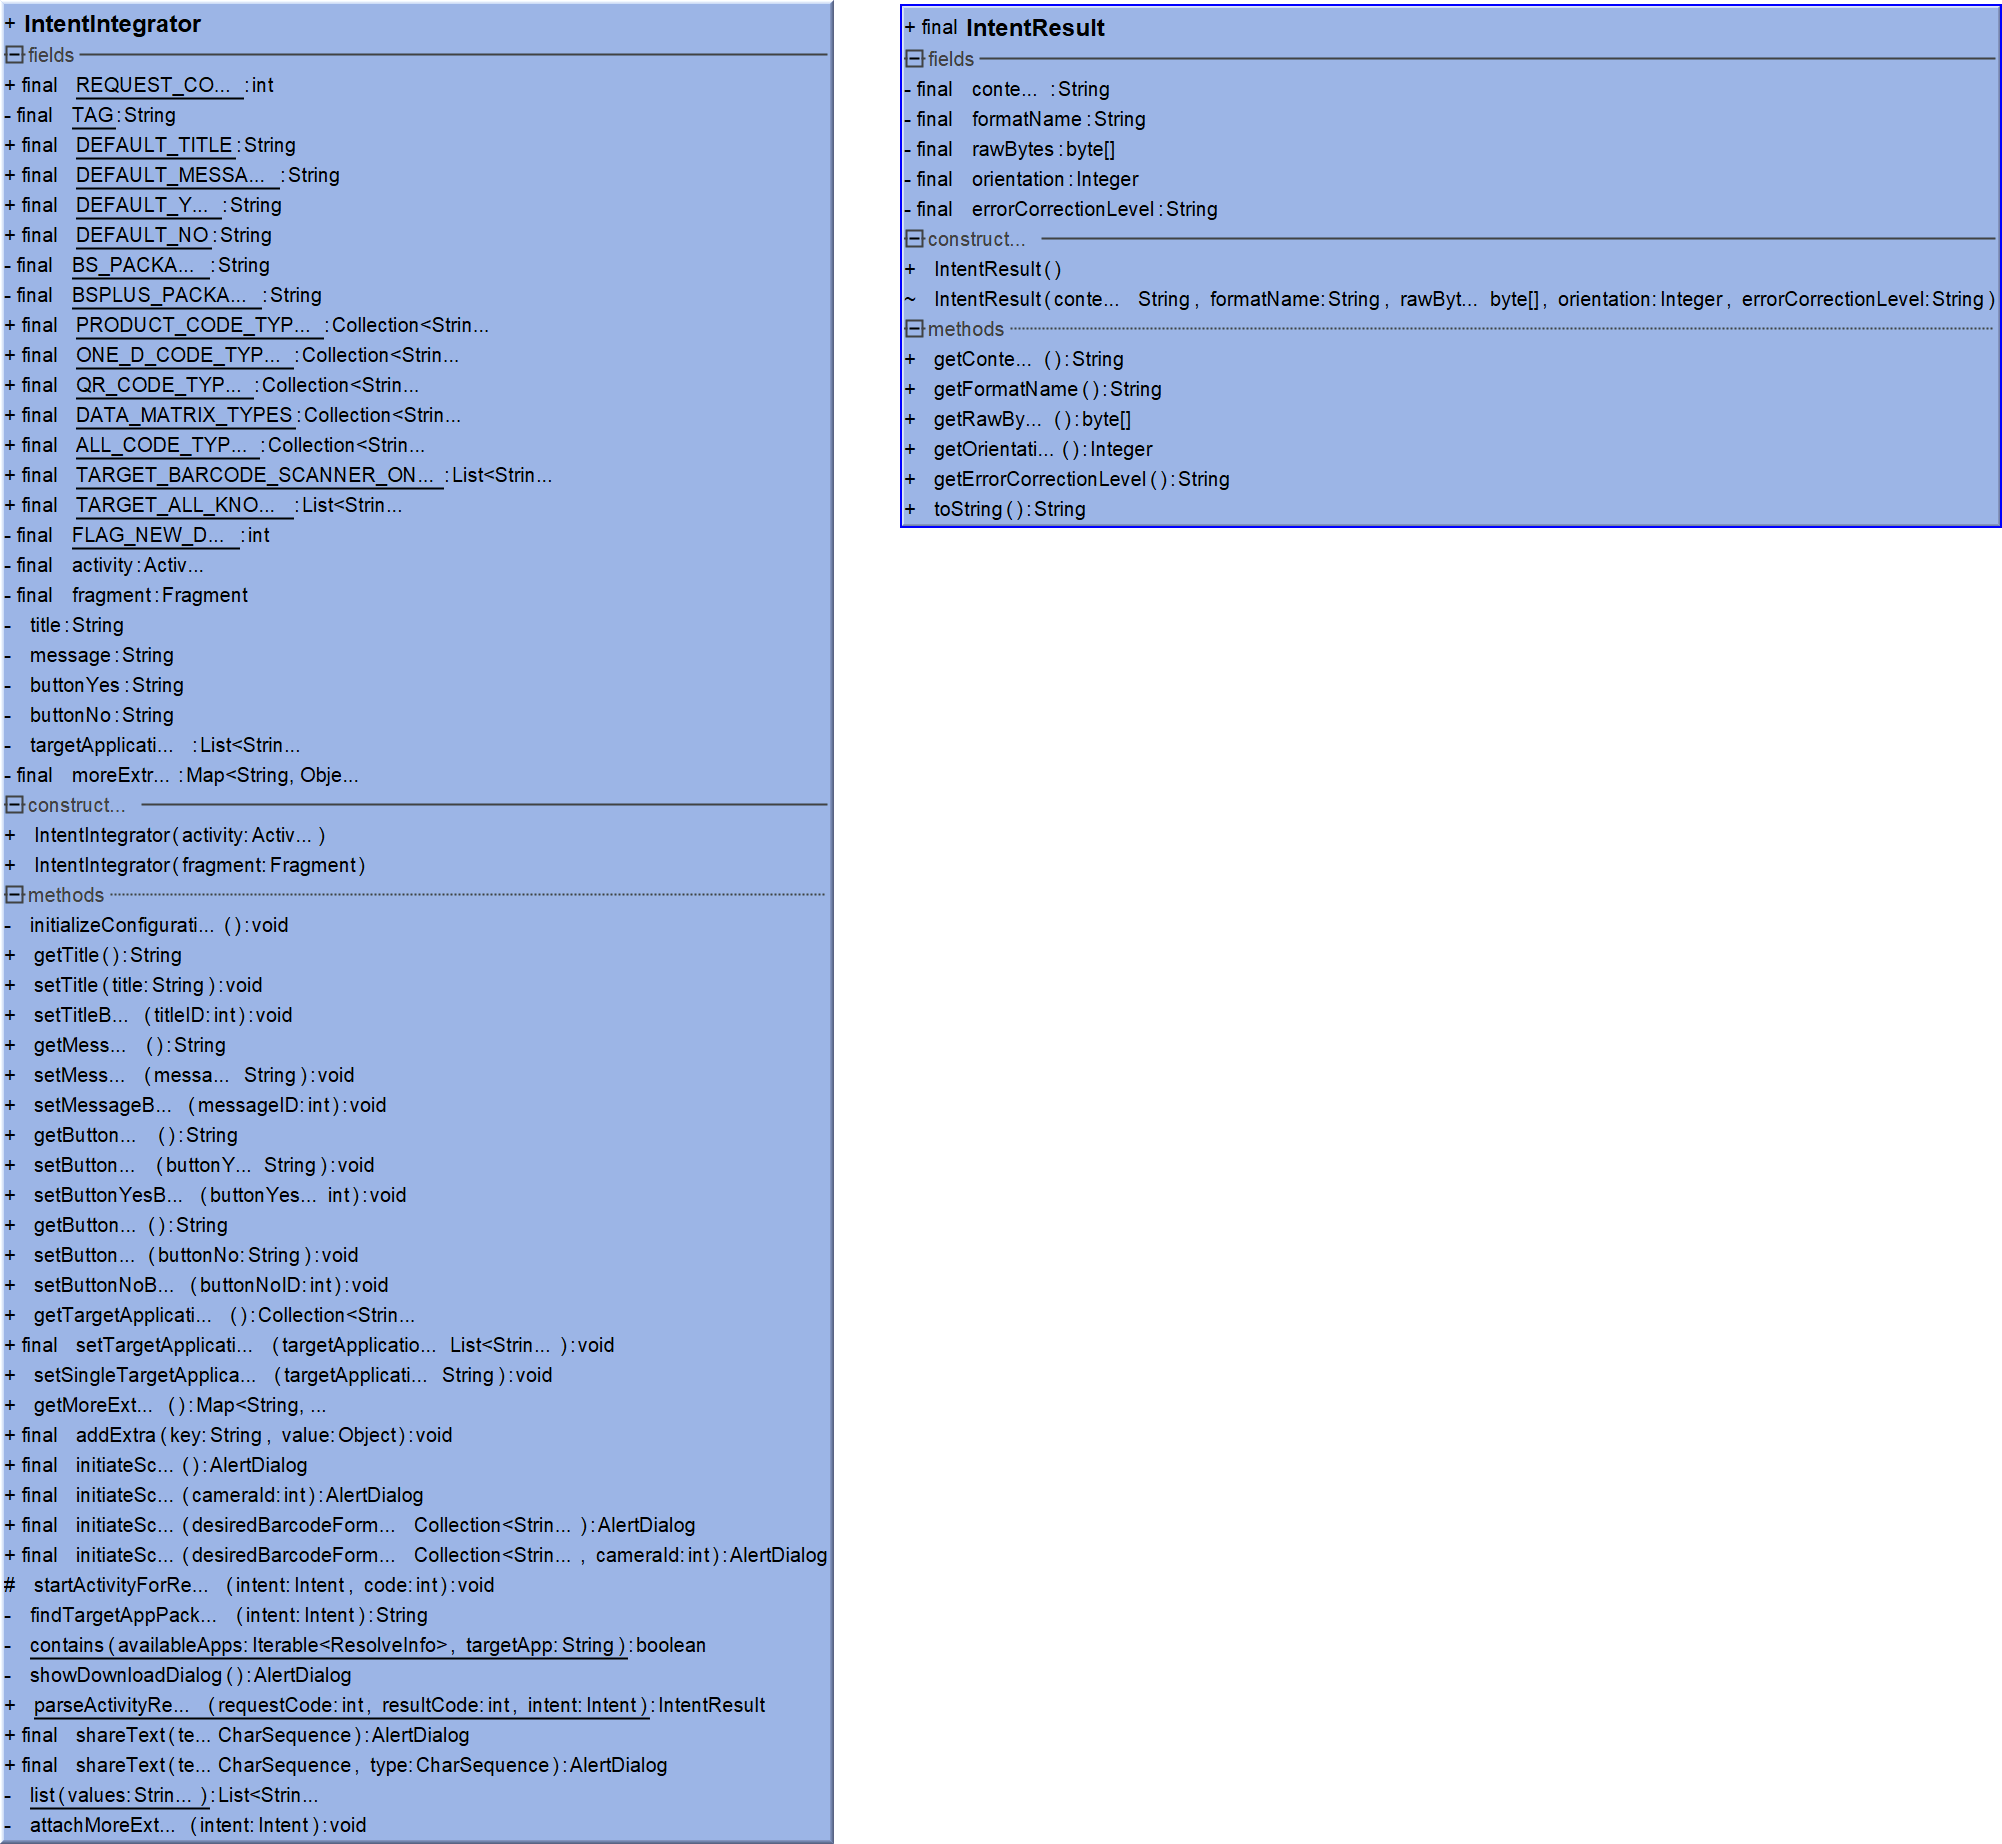 + IntentIntegrator
fields
+ final REQUEST_CO... :int
- final TAG:String
+ final DEFAULT_TITLE:String
+ final DEFAULT_MESSA... :String
+ final DEFAULT_Y... :String
+ final DEFAULT_NO:String
- final BS_PACKA... :String
- final BSPLUS_PACKA... :String
+ final PRODUCT_CODE_TYP... :Collection<Strin...
+ final ONE_D_CODE_TYP... :Collection<Strin...
+ final QR_CODE_TYP... :Collection<Strin...
+ final DATA_MATRIX_TYPES:Collection<Strin...
+ final ALL_CODE_TYP... :Collection<Strin...
+ final TARGET_BARCODE_SCANNER_ON... :List<Strin...
+ final TARGET_ALL_KNO... :List<Strin...
- final FLAG_NEW_D... :int
- final activity:Activ...
- final fragment:Fragment
- title:String
- message:String
- buttonYes:String
- buttonNo:String
- targetApplicati... :List<Strin...
- final moreExtr... :Map<String, Obje...
construct...
+ IntentIntegrator(activity:Activ... )
+ IntentIntegrator(fragment:Fragment)
methods
- initializeConfigurati... ():void
+ getTitle():String
+ setTitle(title:String):void
+ setTitleB... (titleID:int):void
+ getMess... ():String
+ setMess... (messa... String):void
+ setMessageB... (messageID:int):void
+ getButton... ():String
+ setButton... (buttonY... String):void
+ setButtonYesB... (buttonYes... int):void
+ getButton... ():String
+ setButton... (buttonNo:String):void
+ setButtonNoB... (buttonNoID:int):void
+ getTargetApplicati... ():Collection<Strin...
+ final setTargetApplicati... (targetApplicatio... List<Strin... ):void
+ setSingleTargetApplica... (targetApplicati... String):void
+ getMoreExt... ():Map<String, ...
+ final addExtra(key:String, value:Object):void
+ final initiateSc... ():AlertDialog
+ final initiateSc... (cameraId:int):AlertDialog
+ final initiateSc... (desiredBarcodeForm... Collection<Strin... ):AlertDialog
+ final initiateSc... (desiredBarcodeForm... Collection<Strin... , cameraId:int):AlertDialog
# startActivityForRe... (intent:Intent, code:int):void
- findTargetAppPack... (intent:Intent):String
- contains(availableApps:Iterable<ResolveInfo>, targetApp:String):boolean
- showDownloadDialog():AlertDialog
+ parseActivityRe... (requestCode:int, resultCode:int, intent:Intent):IntentResult
+ final shareText(te... CharSequence):AlertDialog
+ final shareText(te... CharSequence, type:CharSequence):AlertDialog
- list(values:Strin... ):List<Strin...
- attachMoreExt... (intent:Intent):void
+ final IntentResult
fields
- final conte... :String
- final formatName:String
- final rawBytes:byte[]
- final orientation:Integer
- final errorCorrectionLevel:String
construct...
+ IntentResult()
~ IntentResult(conte... String, formatName:String, rawByt... byte[], orientation:Integer, errorCorrectionLevel:String)
methods
+ getConte... ():String
+ getFormatName():String
+ getRawBy... ():byte[]
+ getOrientati... ():Integer
+ getErrorCorrectionLevel():String
+ toString():String